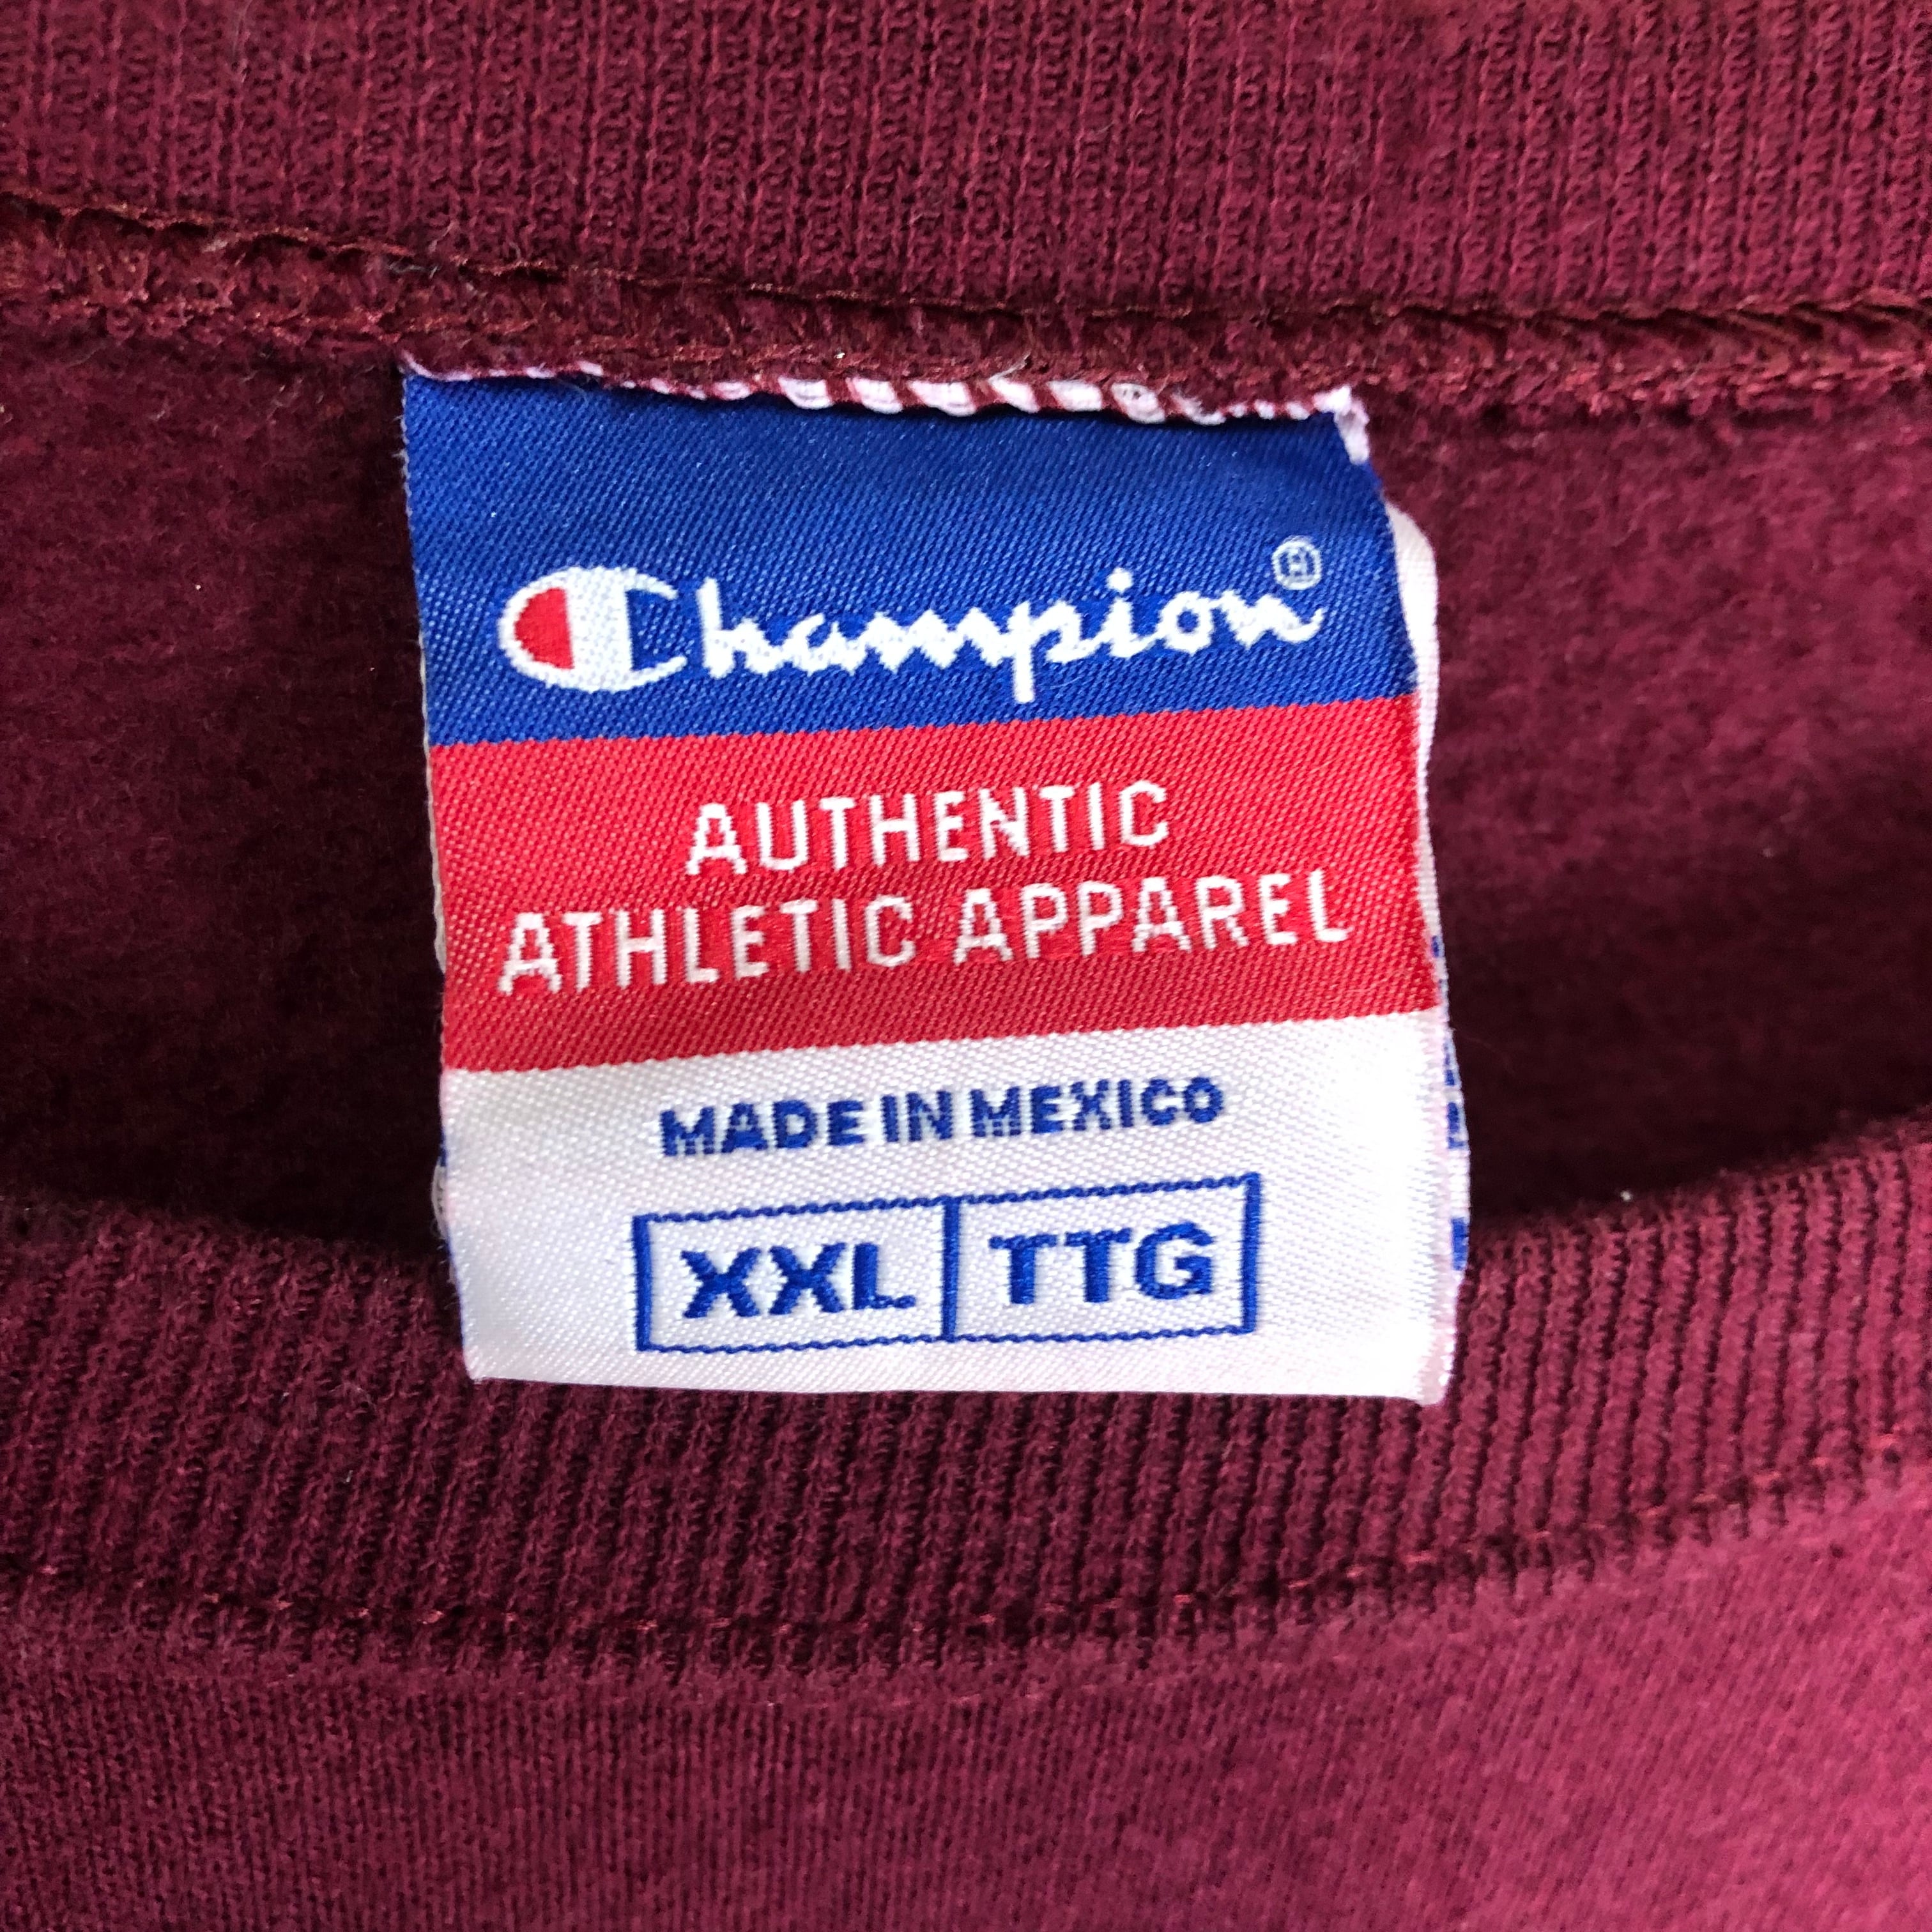 Champion®
AUTHENTIC
ATHLETIC APPAREL
MADE IN MEXICO
XXL TTG